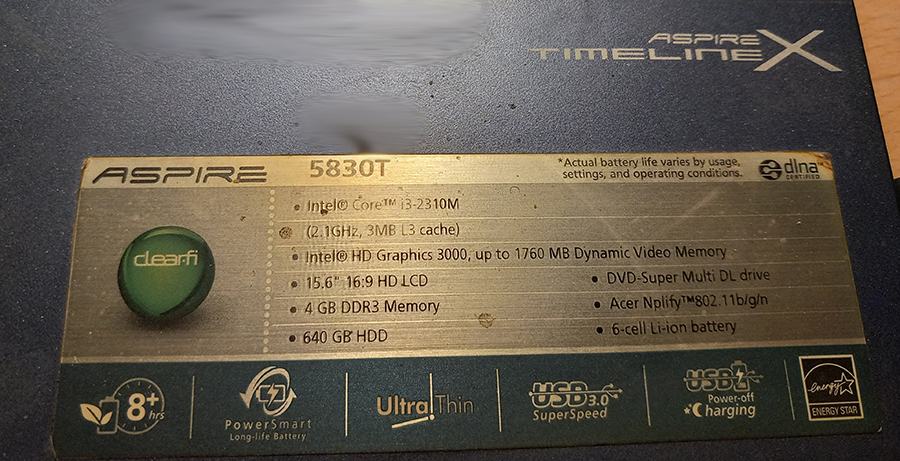 ASPIRE
TIMELINEX
ASPIRE 5830T
*Actual battery life varies by usage,
settings, and operating conditions.
dlna
CERTIFIED
clear.fi
• Intel® Core™ i3-2310M
(2.1GHz, 3MB L3 cache)
• Intel® HD Graphics 3000, up to 1760 MB Dynamic Video Memory
• 15.6" 16:9 HD LCD
• 4 GB DDR3 Memory
• 640 GB HDD
• DVD-Super Multi DL drive
• Acer Nplify™802.11b/g/n
• 6-cell Li-ion battery
8+
hrs
PowerSmart
Long-life Battery
Ultra!Thin
USB 3.0
SuperSpeed
USB
Power-off
Charging
energy
ENERGY STAR